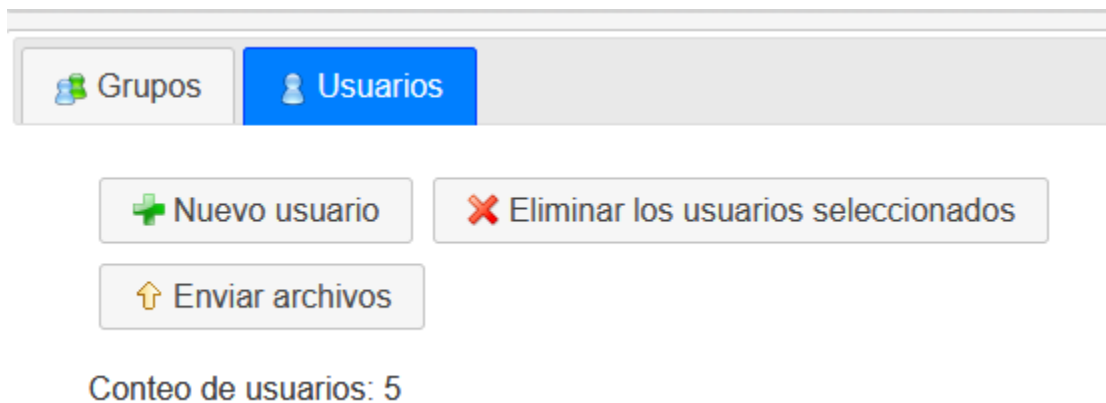 Grupos Usuarios
Nuevo usuario Eliminar los usuarios seleccionados
Enviar archivos
Conteo de usuarios: 5